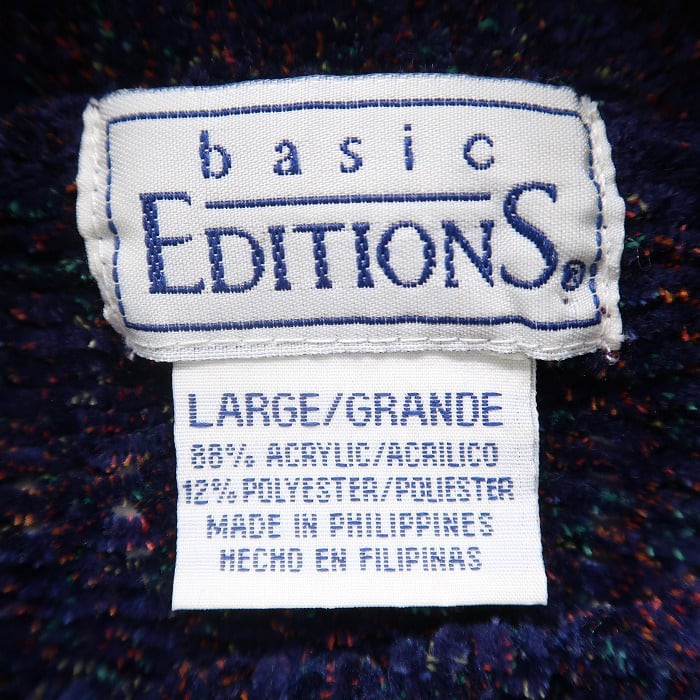 basic
EDITIONS®
LARGE/GRANDE
88% ACRYLIC/ACRILICO
12% POLYESTER/POLIESTER
MADE IN PHILIPPINES
HECHO EN FILIPINAS